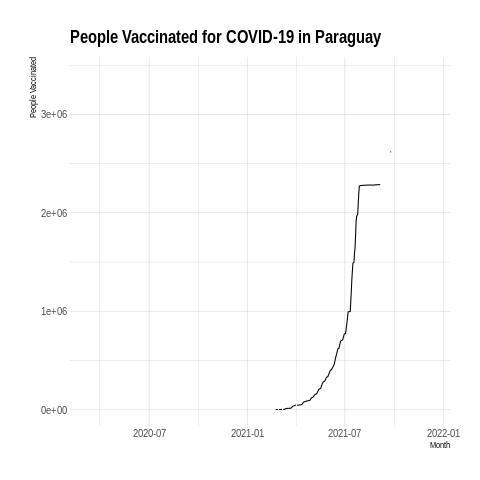 People Vaccinated for COVID-19 in Paraguay
People Vaccinated
3e+06
2e+06
1e+06
0e+00
2020-07
2021-01
2021-07
2022-01
Month